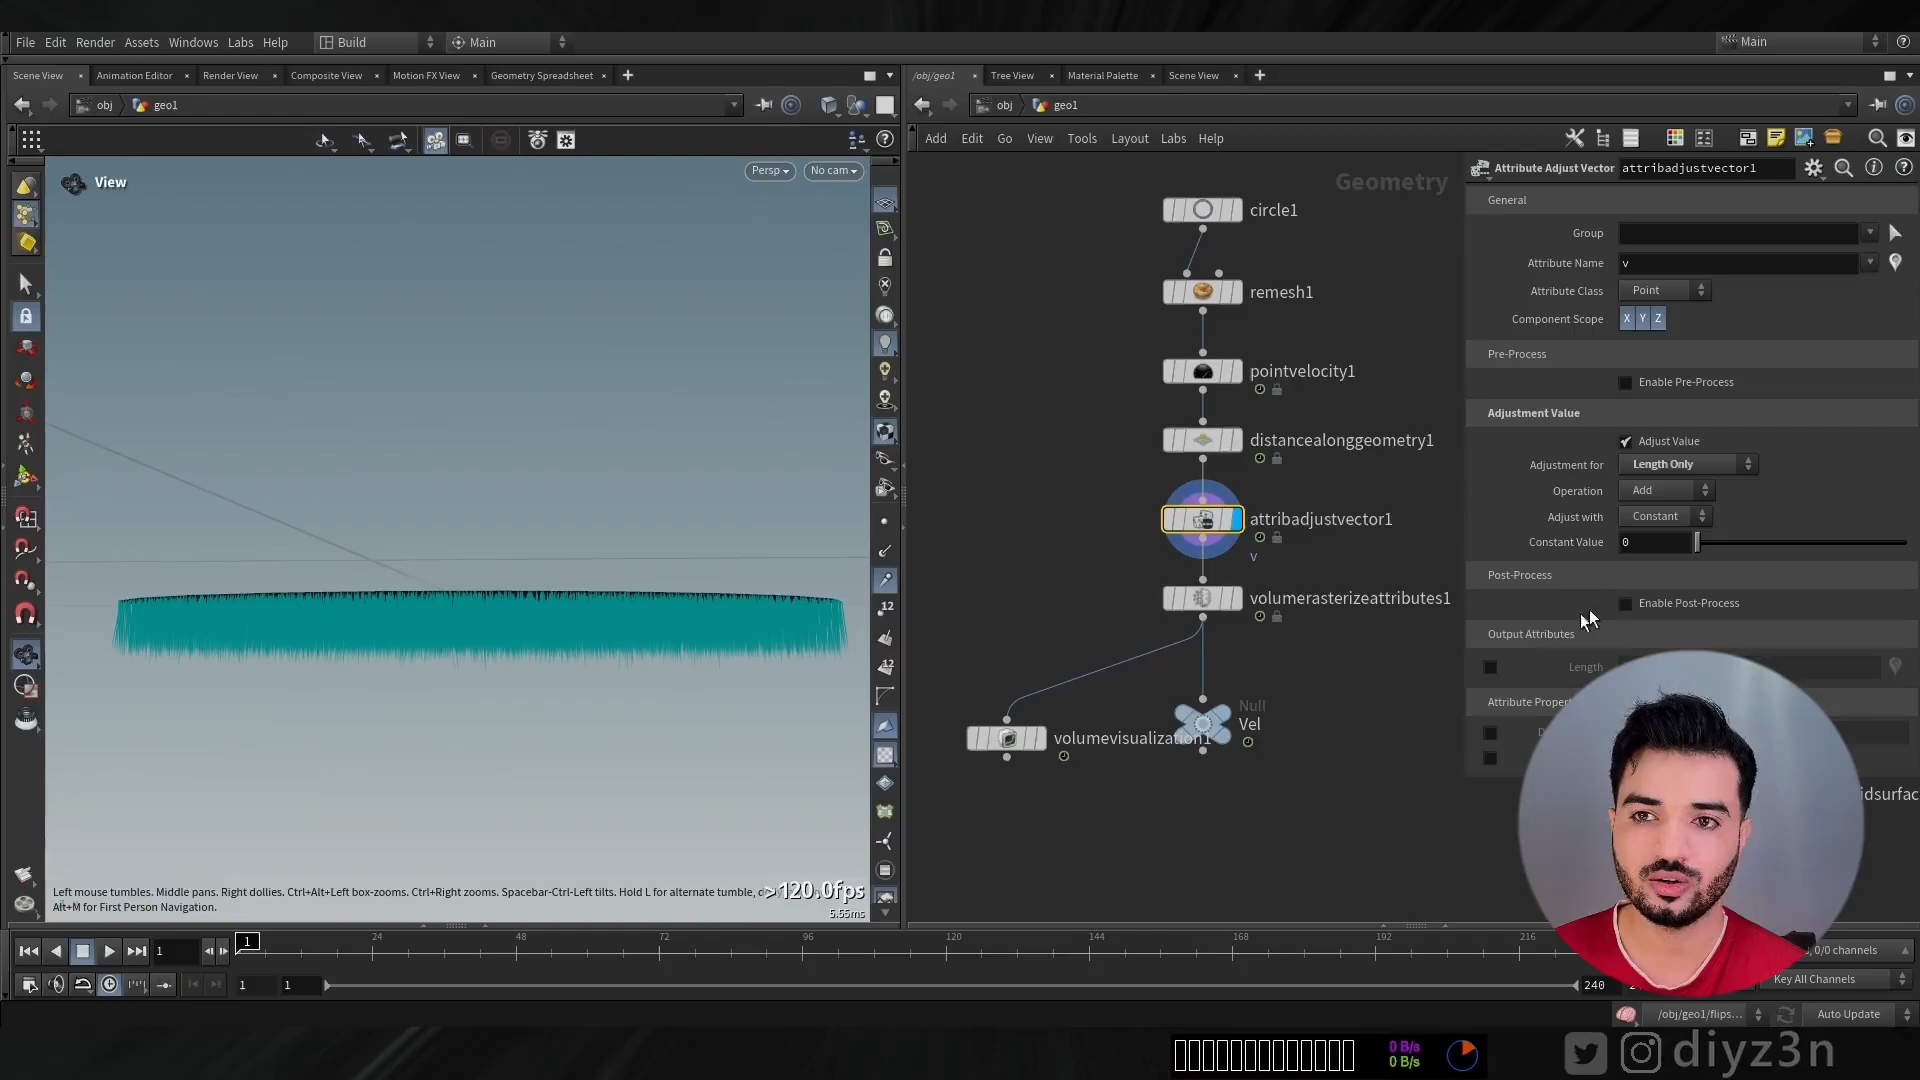 File Edit Render Assets Windows Labs Help Build Main Main
Scene View Animation Editor Render View Composite View Motion FX View Geometry Spreadsheet
/obj/geo1 Tree View Material Palette Scene View
obj geo1
obj geo1
Add Edit Go View Tools Layout Labs Help
View
Persp No cam
Geometry
circle1
remesh1
pointvelocity1
distancealonggeometry1
attribadjustvector1
v
volumerasterizeattributes1
Null
Vel
volumevisualization1
Attribute Adjust Vector attribadjustvector1
General
Group
Attribute Name v
Attribute Class Point
Component Scope X Y Z
Pre-Process
Enable Pre-Process
Adjustment Value
Adjust Value
Adjustment for Length Only
Operation Add
Adjust with Constant
Constant Value 0
Post-Process
Enable Post-Process
Output Attributes
Length
idsurfac
12
12
Left mouse tumbles. Middle pans. Right dollies. Ctrl+Alt+Left box-zooms. Ctrl+Right zooms. Spacebar-Ctrl-Left tilts. Hold L for alternate tumble,
Alt+M for First Person Navigation.
>120.0fps
5.55ms
1 1 24 48 72 96 120 144 168 192 216
0/0 channels
1 1 240
Key All Channels
/obj/geo1/flips... Auto Update
0 B/s
0 B/s
diyz3n